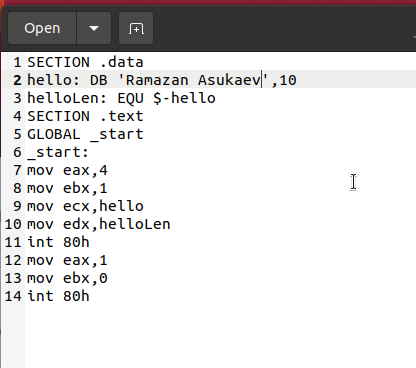 Open
1 SECTION .data
2 hello: DB 'Ramazan Asukaev',10
3 helloLen: EQU $-hello
4 SECTION .text
5 GLOBAL _start
6 _start:
7 mov eax,4
8 mov ebx,1
9 mov ecx,hello
10 mov edx,helloLen
11 int 80h
12 mov eax,1
13 mov ebx,0
14 int 80h